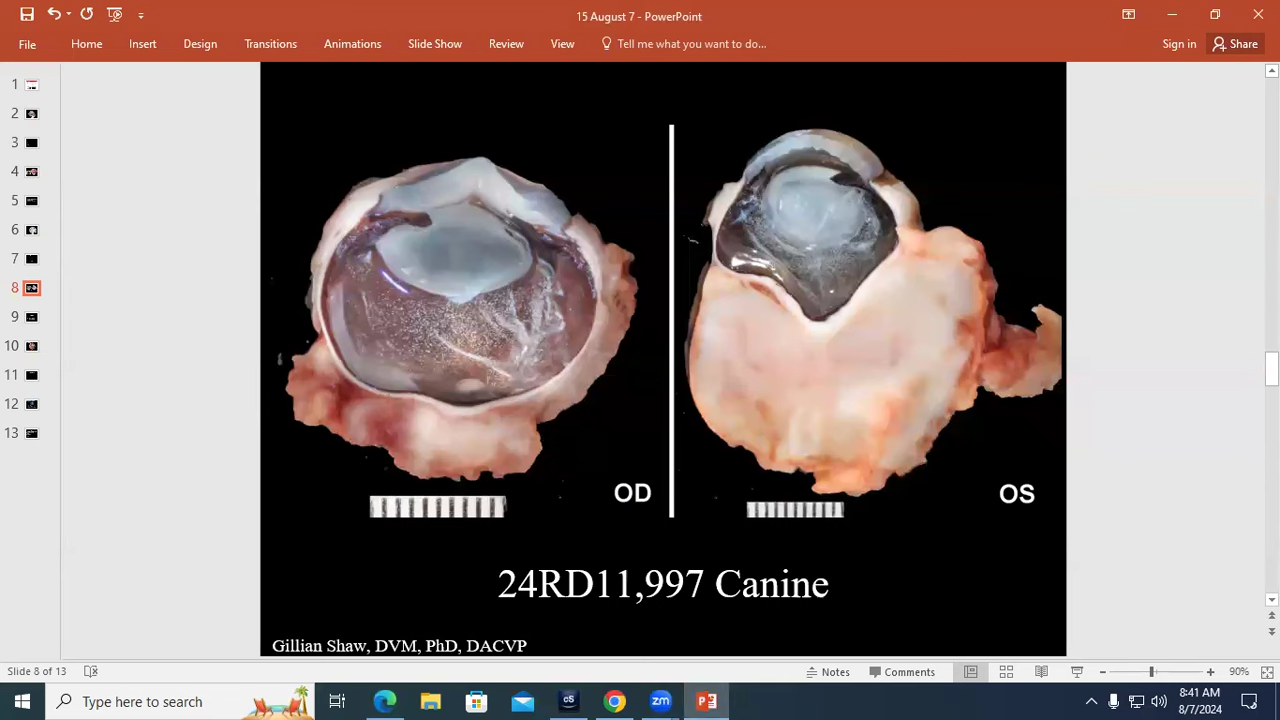 15 August 7 - PowerPoint
File Home Insert Design Transitions Animations Slide Show Review View Tell me what you want to do... Sign in Share
1
2
3
4
5
6
7
8
9
10
11
12
13
OD
OS
24RD11,997 Canine
Gillian Shaw, DVM, PhD, DACVP
Slide 8 of 13 Notes Comments 90%
Type here to search
8:41 AM
8/7/2024